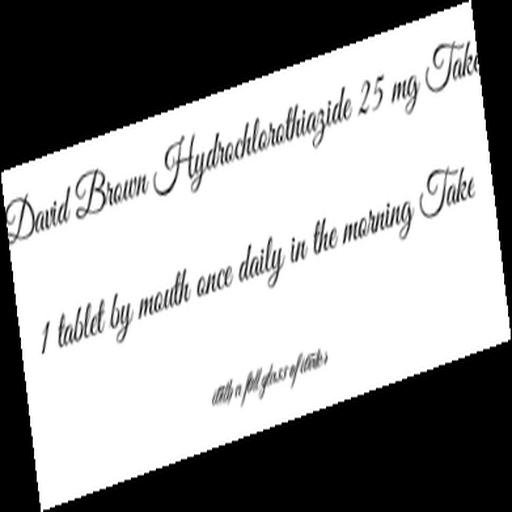 David Brown Hydrochlorothiazide 25 mg Take
1 tablet by mouth once daily in the morning Take
with a full glass of water